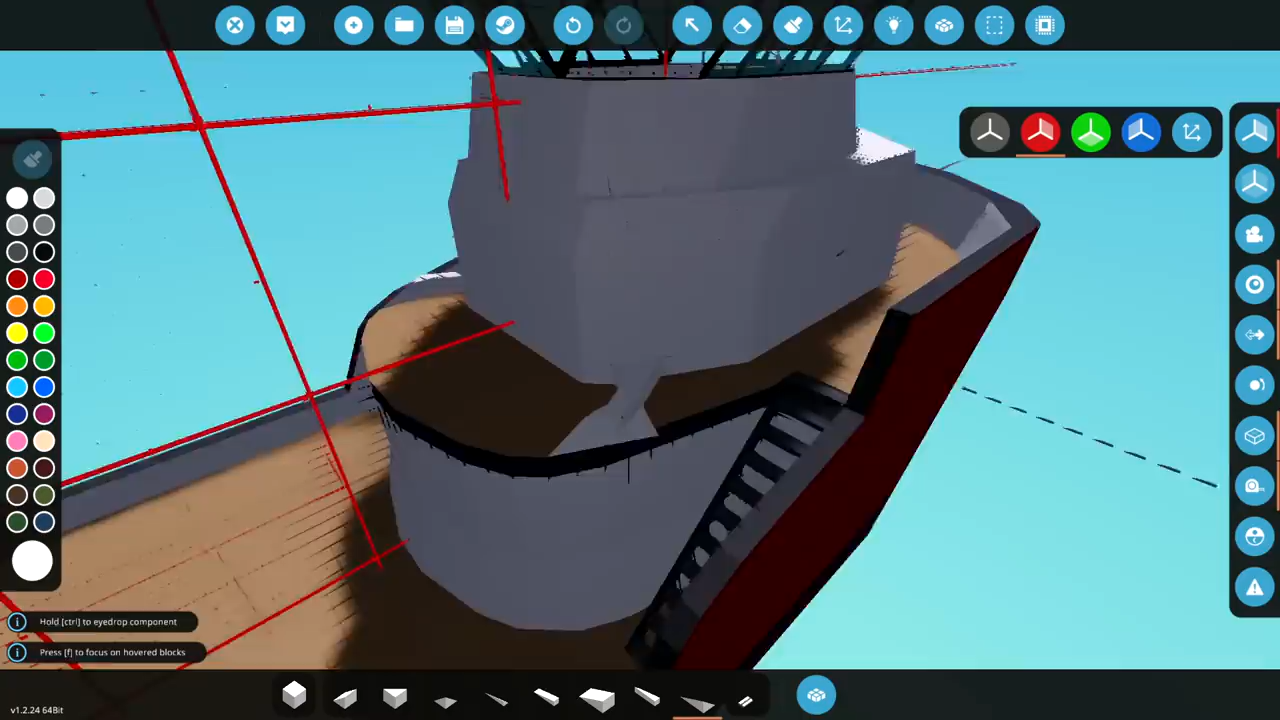 Hold [ctrl] to eyedrop component
Press [f] to focus on hovered blocks
v1.2.24 64Bit